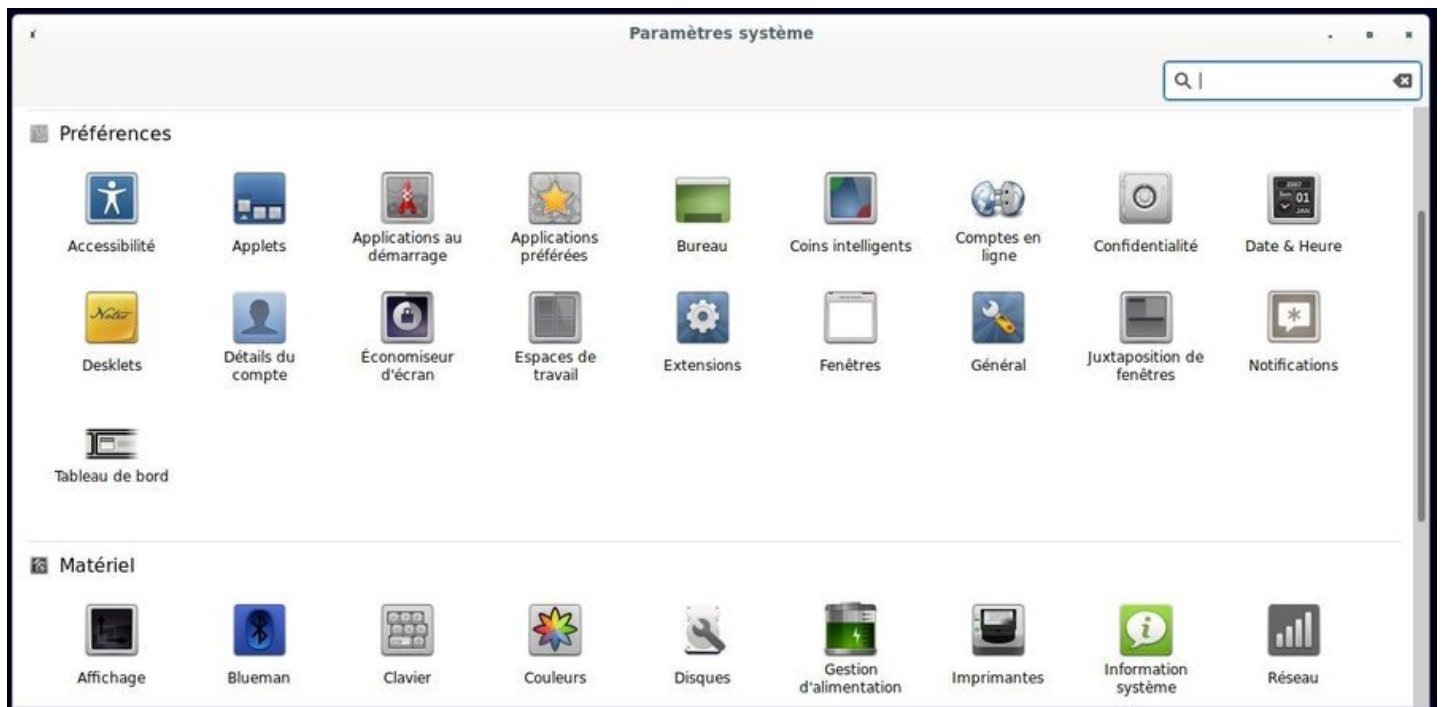 Paramètres système
Préférences
Accessibilité
Applets
Applications au
démarrage
Applications
préférées
Bureau
Coins intelligents
Comptes en
ligne
Confidentialité
Date & Heure
Desklets
Détails du
compte
Économiseur
d'écran
Espaces de
travail
Extensions
Fenêtres
Général
Juxtaposition de
fenêtres
Notifications
Tableau de bord
Matériel
Affichage
Blueman
Clavier
Couleurs
Disques
Gestion
d'alimentation
Imprimantes
Information
système
Réseau